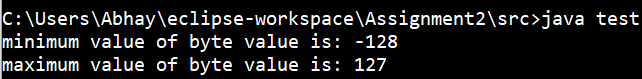 C:\Users\Abhay\eclipse-workspace\Assignment2\src>java test
minimum value of byte value is: -128
maximum value of byte value is: 127